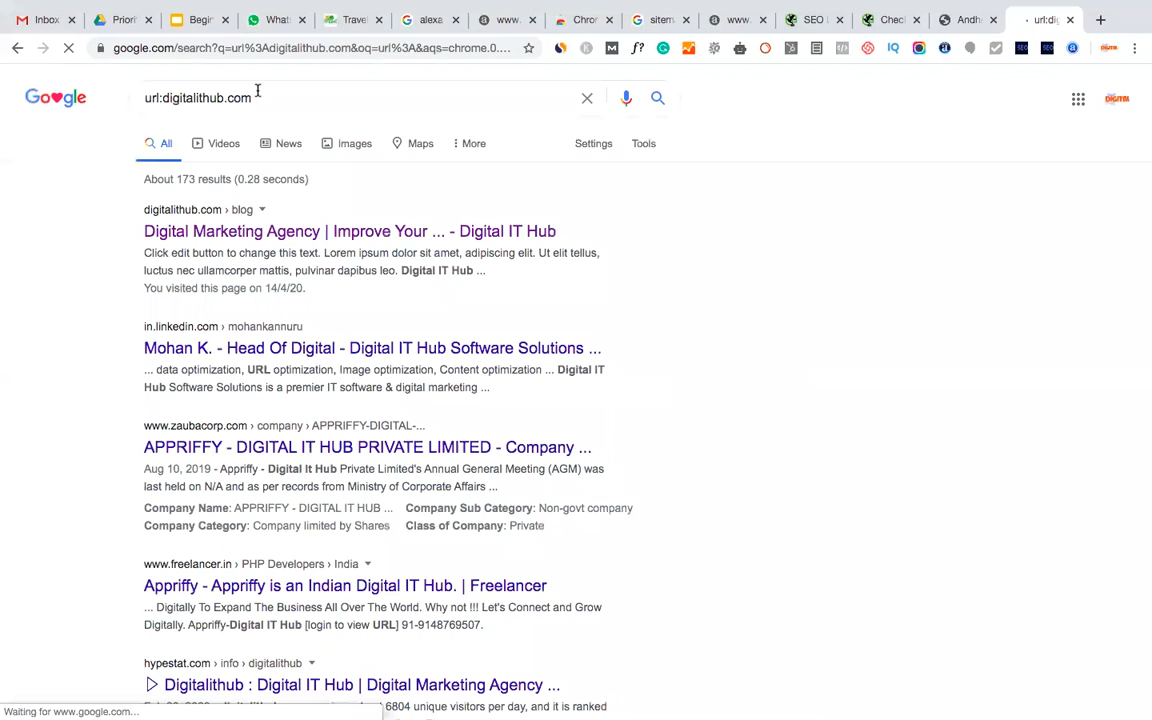 Inbox
Priorit
Begin
What
Travel
alexa
www.
Chro
sitem
www.
SEO
Check
Andh
url:dig
google.com/search?q=url%3Adigitalithub.com&oq=url%3A&aqs=chrome.0....
Google
url:digitalithub.com
All
Videos
News
Images
Maps
More
Settings
Tools
About 173 results (0.28 seconds)
digitalithub.com › blog
Digital Marketing Agency | Improve Your ... - Digital IT Hub
Click edit button to change this text. Lorem ipsum dolor sit amet, adipiscing elit. Ut elit tellus,
luctus nec ullamcorper mattis, pulvinar dapibus leo. Digital IT Hub ...
You visited this page on 14/4/20.
in.linkedin.com › mohankannuru
Mohan K. - Head Of Digital - Digital IT Hub Software Solutions ...
... data optimization, URL optimization, Image optimization, Content optimization ... Digital IT
Hub Software Solutions is a premier IT software & digital marketing ...
www.zaubacorp.com › company › APPRIFFY-DIGITAL-...
APPRIFFY - DIGITAL IT HUB PRIVATE LIMITED - Company ...
Aug 10, 2019 - Appriffy - Digital It Hub Private Limited's Annual General Meeting (AGM) was
last held on N/A and as per records from Ministry of Corporate Affairs ...
Company Name: APPRIFFY - DIGITAL IT HUB ... Company Sub Category: Non-govt company
Company Category: Company limited by Shares Class of Company: Private
www.freelancer.in › PHP Developers › India
Appriffy - Appriffy is an Indian Digital IT Hub. | Freelancer
... Digitally To Expand The Business All Over The World. Why not !!! Let's Connect and Grow
Digitally. Appriffy-Digital IT Hub [login to view URL] 91-9148769507.
hypestat.com › info › digitalithub
Digitalithub : Digital IT Hub | Digital Marketing Agency ...
6804 unique visitors per day, and it is ranked
Waiting for www.google.com...